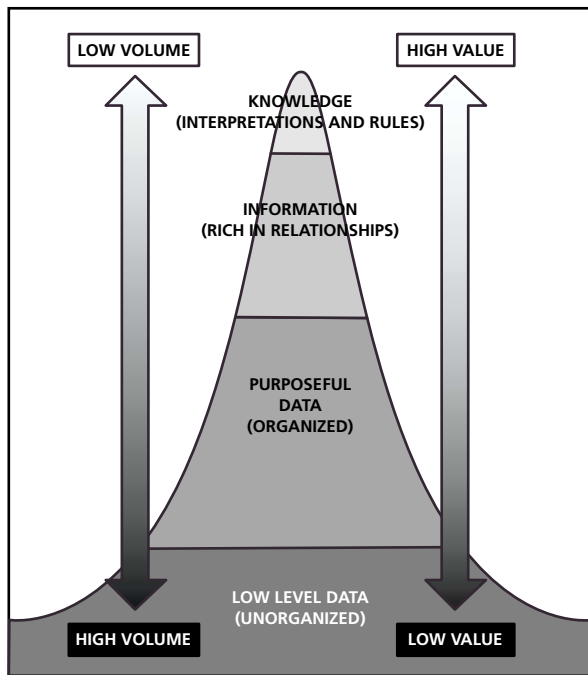 LOW VOLUME
HIGH VALUE
KNOWLEDGE
(INTERPRETATIONS AND RULES)
INFORMATION
(RICH IN RELATIONSHIPS)
PURPOSEFUL
DATA
(ORGANIZED)
LOW LEVEL DATA
(UNORGANIZED)
HIGH VOLUME
LOW VALUE